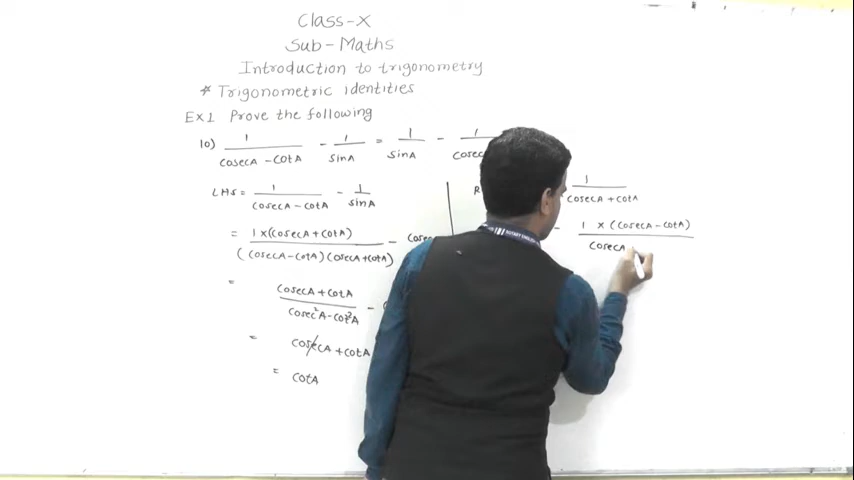 Class-X
Sub-Maths
Introduction to trigonometry
* Trigonometric identities
Ex1 Prove the following
10) 1/(cosecA - cotA) - 1/sinA = 1/sinA - 1/cosec
LHS = 1/(cosecA - cotA) - 1/sinA
= 1 x (cosecA + cotA)/((cosecA - cotA)(cosecA + cotA)) - cosec
= (cosecA + cotA)/(cosec²A - cot²A) -
= cosecA + cotA
= cotA
R
1/(cosecA + cotA)
- 1 x (cosecA - cotA)/cosecA